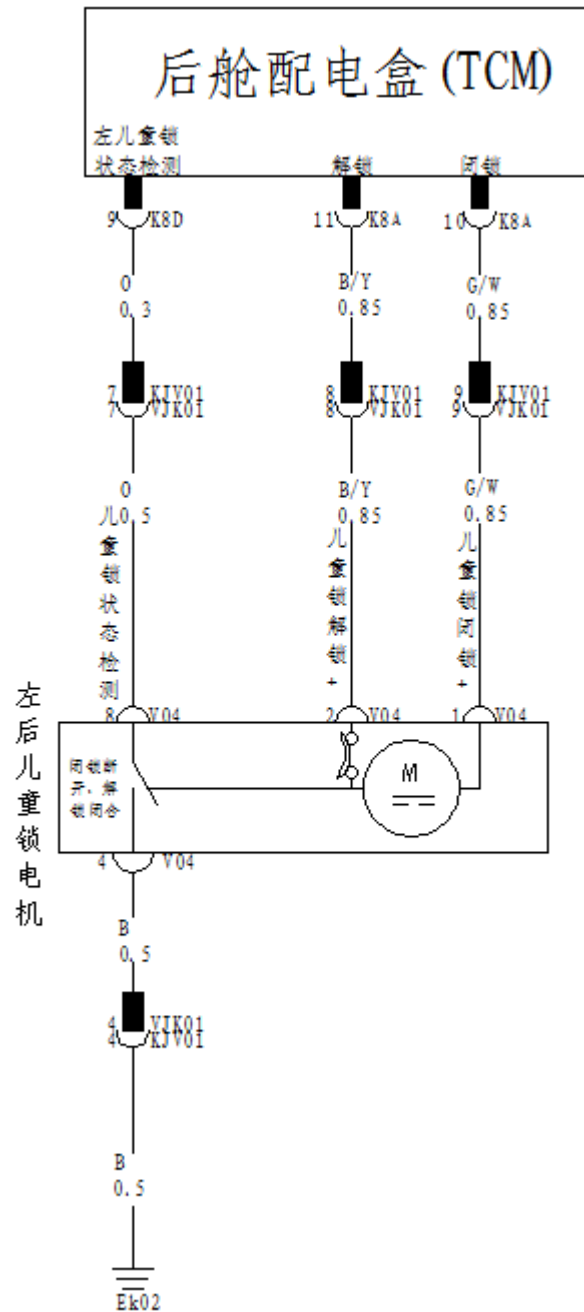 后舱配电盒(TCM)
左儿童锁
状态检测
解锁
闭锁
9 K8D
11 K8A
10 K8A
O
0.3
B/Y
0.85
G/W
0.85
7 KJV01
7 VJK01
8 KJV01
8 VJK01
9 KJV01
9 VJK01
O
0.5
B/Y
0.85
G/W
0.85
儿童锁状态检测
儿童锁解锁+
儿童锁闭锁+
8 V04
2 V04
1 V04
左后儿童锁电机
闭锁断
开，解
锁闭合
M
4 V04
B
0.5
4 VJK01
4 KJV01
B
0.5
Ek02